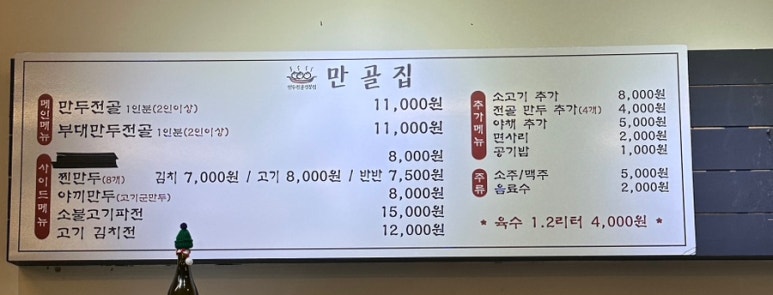 만골집
메인메뉴
만두전골 1인분(2인이상) 11,000원
부대만두전골 1인분(2인이상) 11,000원
사이드메뉴
8,000원
찐만두(8개) 김치 7,000원 / 고기 8,000원 / 반반 7,500원
야끼만두(고기군만두) 8,000원
소불고기파전 15,000원
고기 김치전 12,000원
추가메뉴
소고기 추가 8,000원
전골 만두 추가(4개) 4,000원
야채 추가 5,000원
면사리 2,000원
공기밥 1,000원
주류
소주/맥주 5,000원
음료수 2,000원
* 육수 1.2리터 4,000원 *